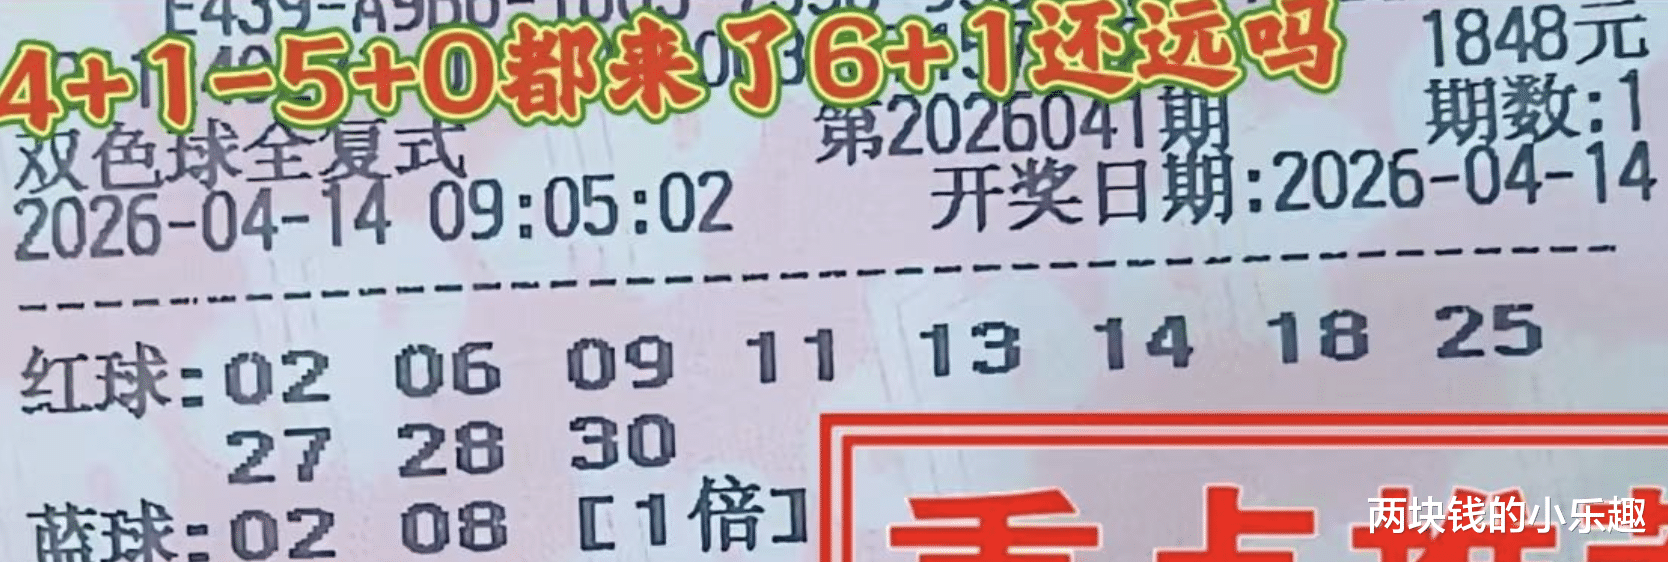 4+1-5+0都来了6+1还远吗
1848元
双色球全复式 第2026041期 期数:1
2026-04-14 09:05:02 开奖日期:2026-04-14
红球:02 06 09 11 13 14 18 25
27 28 30
蓝球:02 08 [1倍]
两块钱的小乐趣